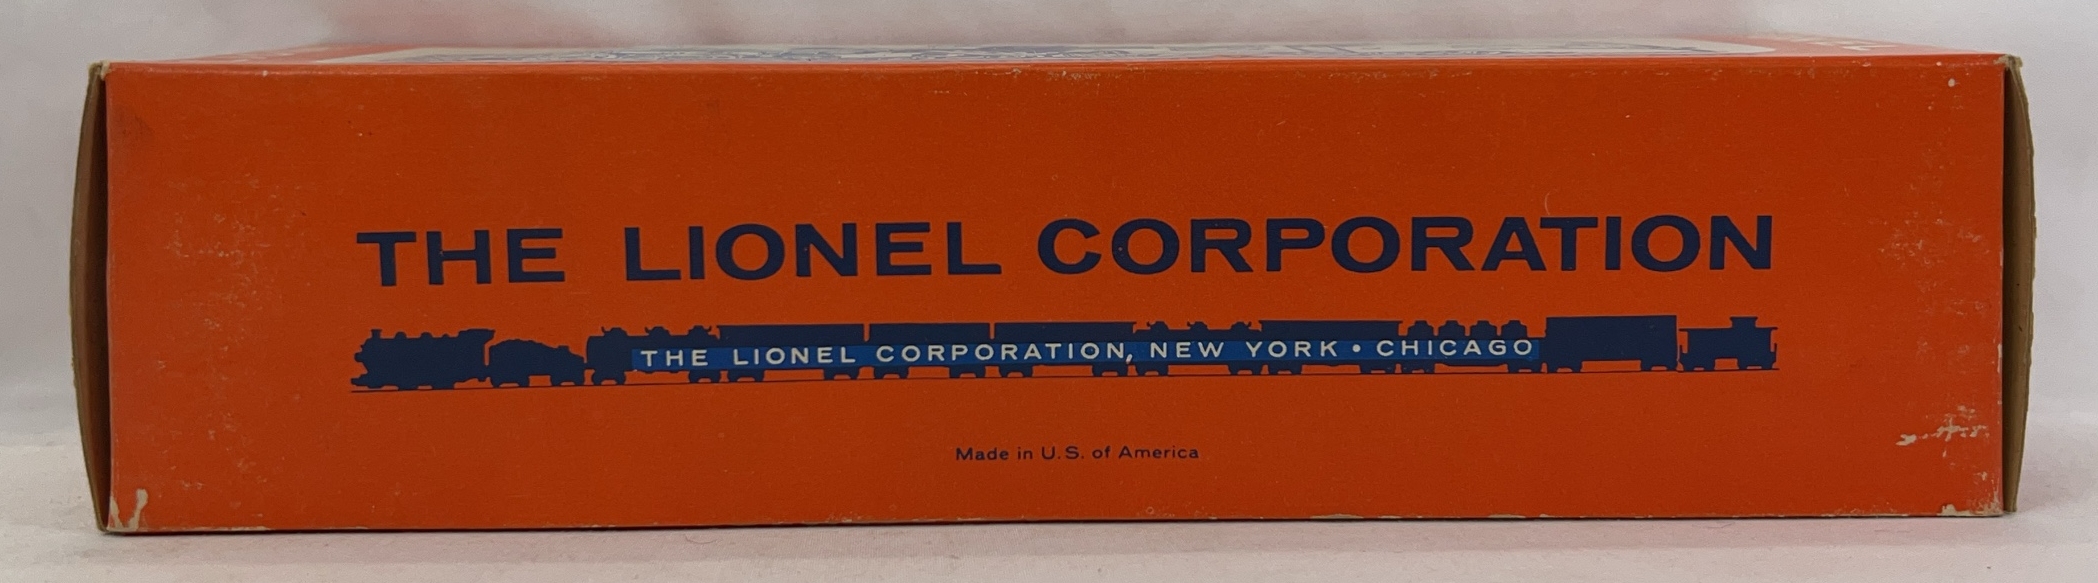 THE LIONEL CORPORATION
THE LIONEL CORPORATION, NEW YORK • CHICAGO
Made in U.S. of America